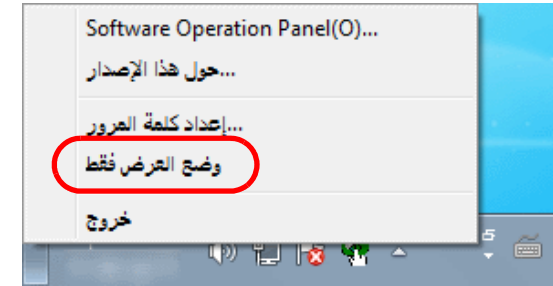 Software Operation Panel(O)...
حول هذا الإصدار...
إعداد كلمة المرور...
وضع العرض فقط
خروج